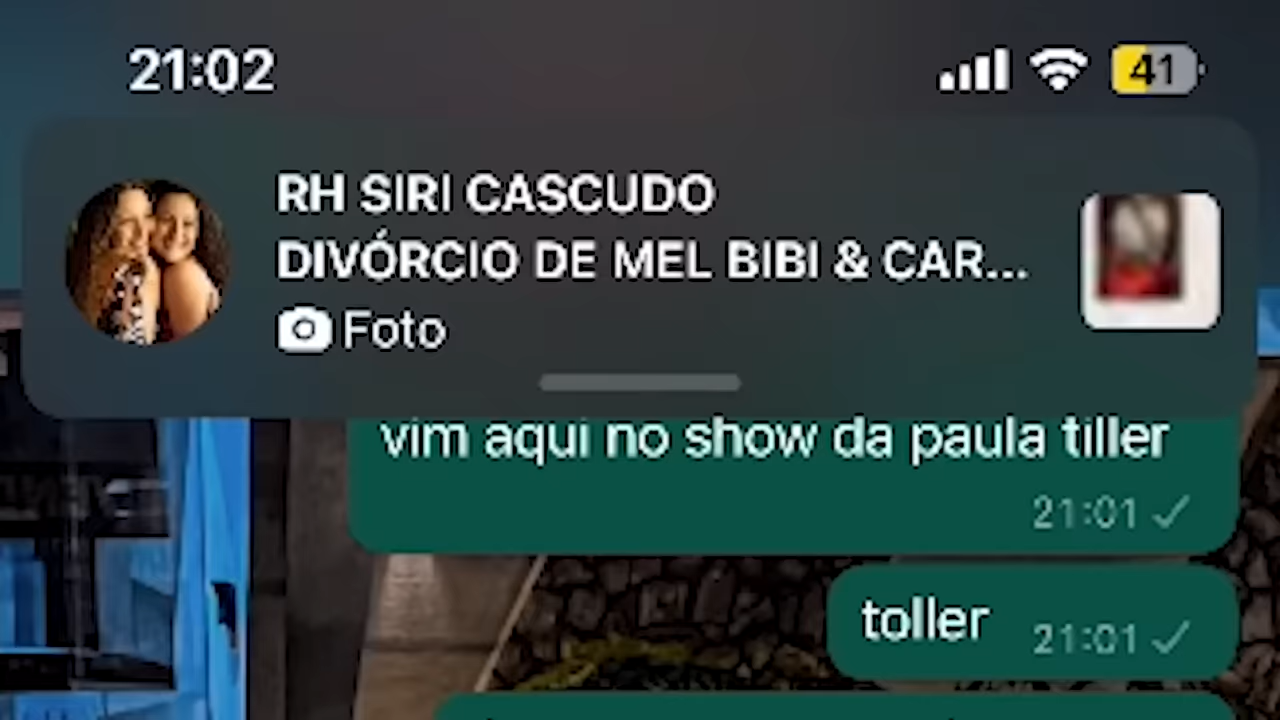 21:02
41
RH SIRI CASCUDO
DIVÓRCIO DE MEL BIBI & CAR...
Foto
vim aqui no show da paula tiller
21:01
toller
21:01